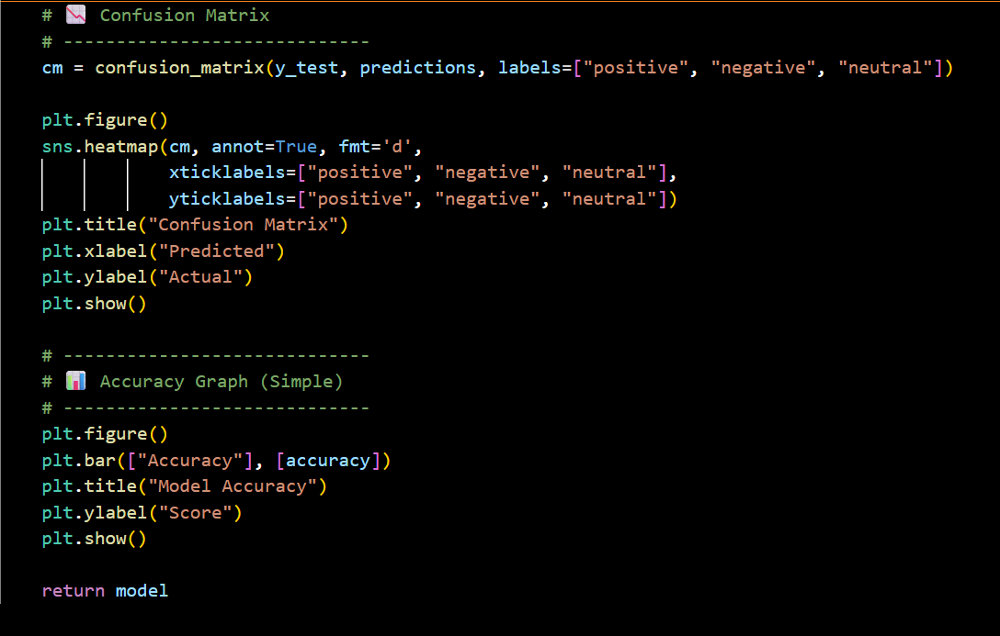 # 📉 Confusion Matrix
# -----------------------------
cm = confusion_matrix(y_test, predictions, labels=["positive", "negative", "neutral"])
plt.figure()
sns.heatmap(cm, annot=True, fmt='d',
            xticklabels=["positive", "negative", "neutral"],
            yticklabels=["positive", "negative", "neutral"])
plt.title("Confusion Matrix")
plt.xlabel("Predicted")
plt.ylabel("Actual")
plt.show()
# -----------------------------
# 📊 Accuracy Graph (Simple)
# -----------------------------
plt.figure()
plt.bar(["Accuracy"], [accuracy])
plt.title("Model Accuracy")
plt.ylabel("Score")
plt.show()
return model